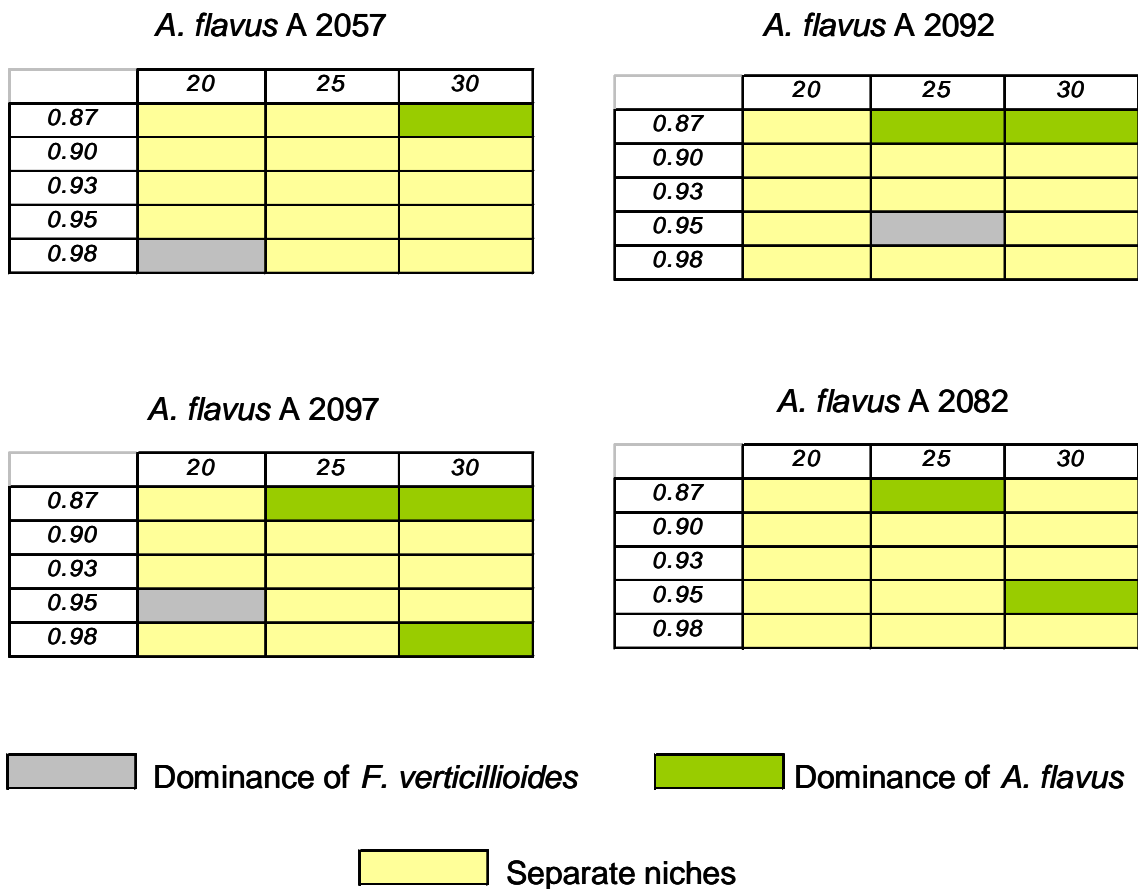 A. flavus A 2057
20 25 30
0.87
0.90
0.93
0.95
0.98
A. flavus A 2092
20 25 30
0.87
0.90
0.93
0.95
0.98
A. flavus A 2097
20 25 30
0.87
0.90
0.93
0.95
0.98
A. flavus A 2082
20 25 30
0.87
0.90
0.93
0.95
0.98
Dominance of F. verticillioides
Dominance of A. flavus
Separate niches